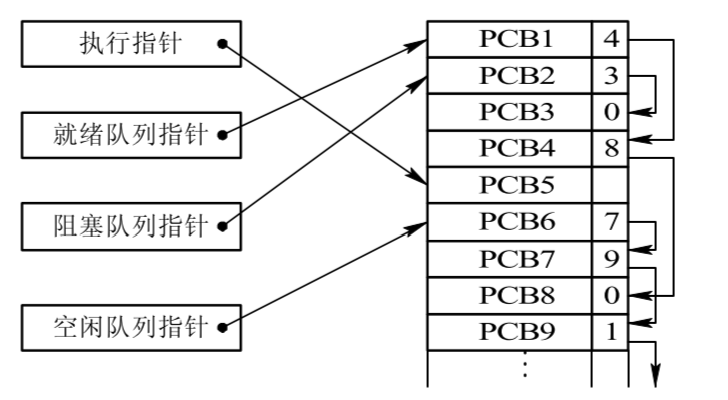 执行指针
就绪队列指针
阻塞队列指针
空闲队列指针
PCB1 4
PCB2 3
PCB3 0
PCB4 8
PCB5
PCB6 7
PCB7 9
PCB8 0
PCB9 1
⋮